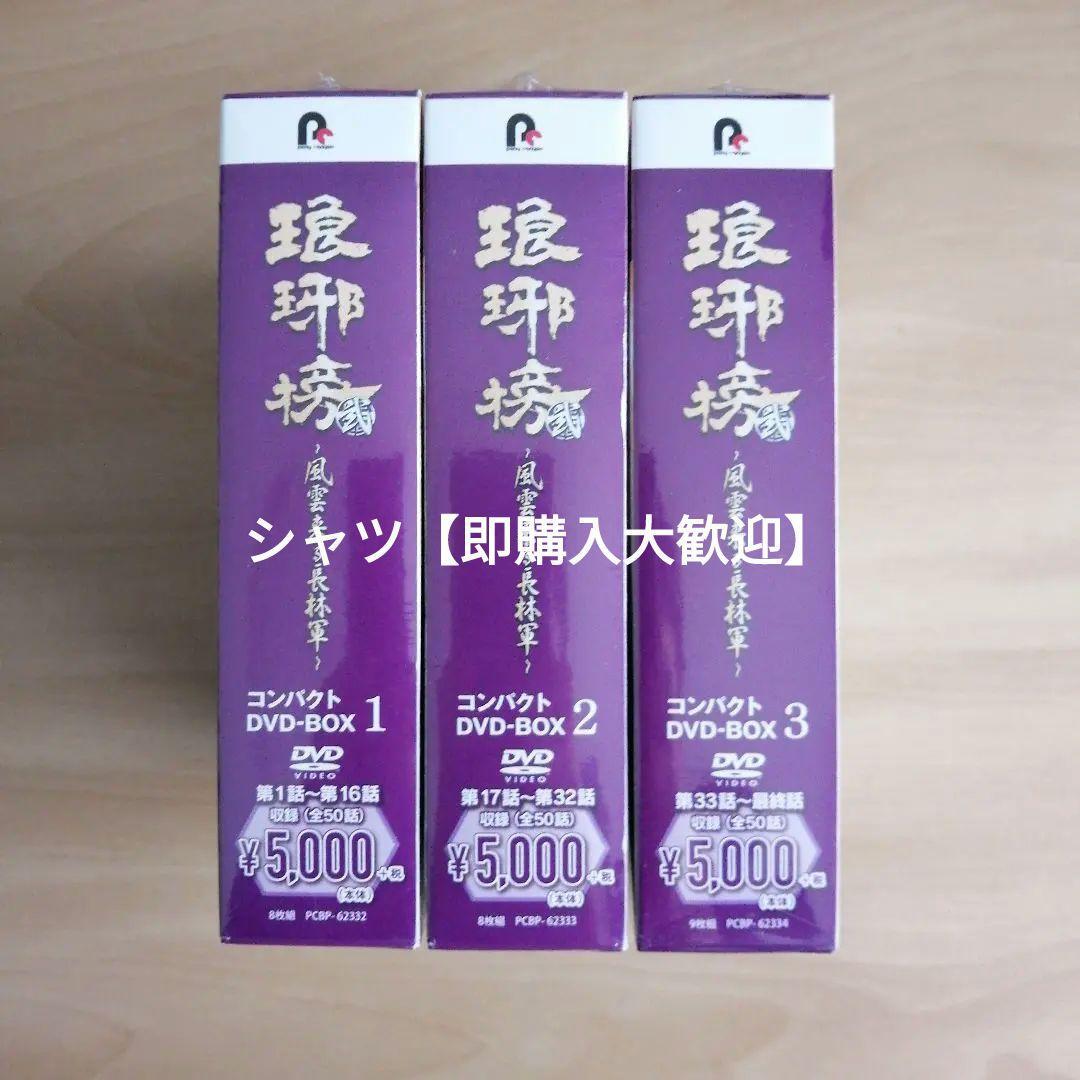 琅琊榜 弐
～風雲来る長林軍～
コンパクト
DVD-BOX 1
DVD
VIDEO
第1話～第16話
収録（全50話）
¥5,000+税
(本体)
8枚組 PCBP-62332
琅琊榜 弐
～風雲来る長林軍～
コンパクト
DVD-BOX 2
DVD
VIDEO
第17話～第32話
収録（全50話）
¥5,000+税
(本体)
8枚組 PCBP-62333
琅琊榜 弐
～風雲来る長林軍～
コンパクト
DVD-BOX 3
DVD
VIDEO
第33話～最終話
収録（全50話）
¥5,000+税
(本体)
9枚組 PCBP-62334
シャツ【即購入大歓迎】